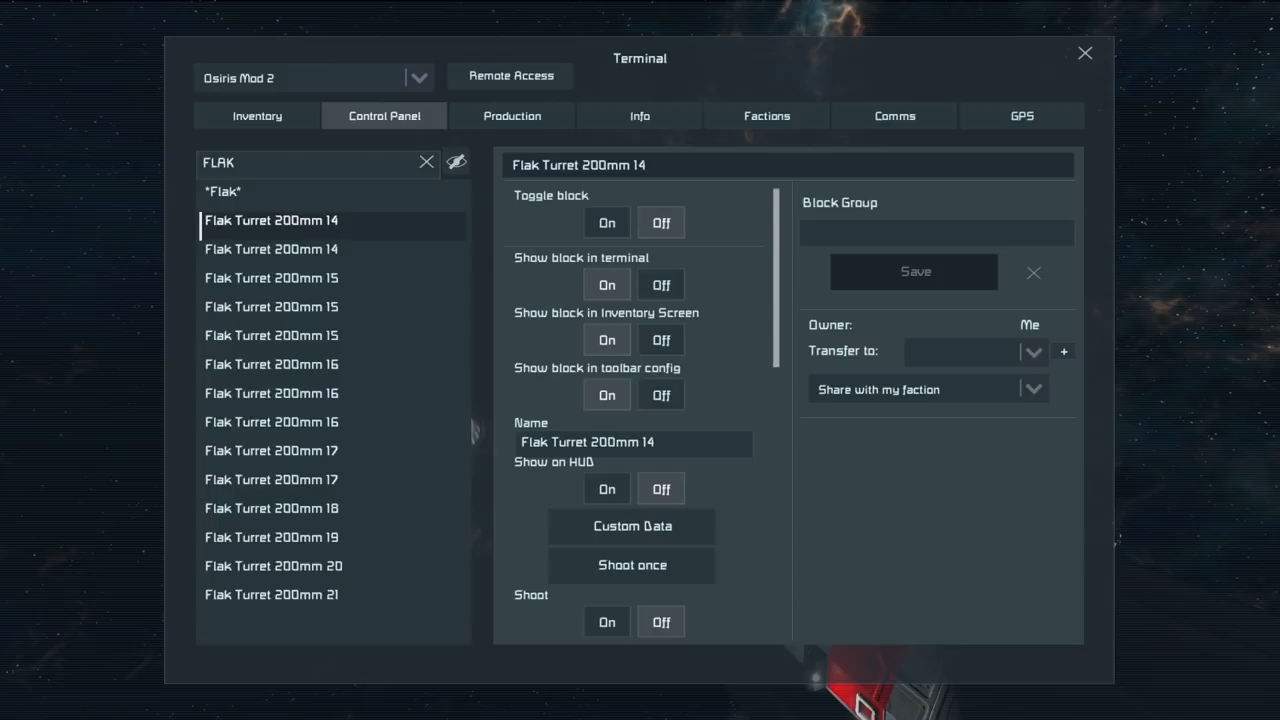 Terminal
Osiris Mod 2
Remote Access
Inventory
Control Panel
Production
Info
Factions
Comms
GPS
FLAK
*Flak*
Flak Turret 200mm 14
Flak Turret 200mm 14
Flak Turret 200mm 15
Flak Turret 200mm 15
Flak Turret 200mm 15
Flak Turret 200mm 16
Flak Turret 200mm 16
Flak Turret 200mm 16
Flak Turret 200mm 17
Flak Turret 200mm 17
Flak Turret 200mm 18
Flak Turret 200mm 19
Flak Turret 200mm 20
Flak Turret 200mm 21
Flak Turret 200mm 14
Toggle block
On Off
Show block in terminal
On Off
Show block in Inventory Screen
On Off
Show block in toolbar config
On Off
Name
Flak Turret 200mm 14
Show on HUD
On Off
Custom Data
Shoot once
Shoot
On Off
Block Group
Save
Owner: Me
Transfer to:
+
Share with my faction